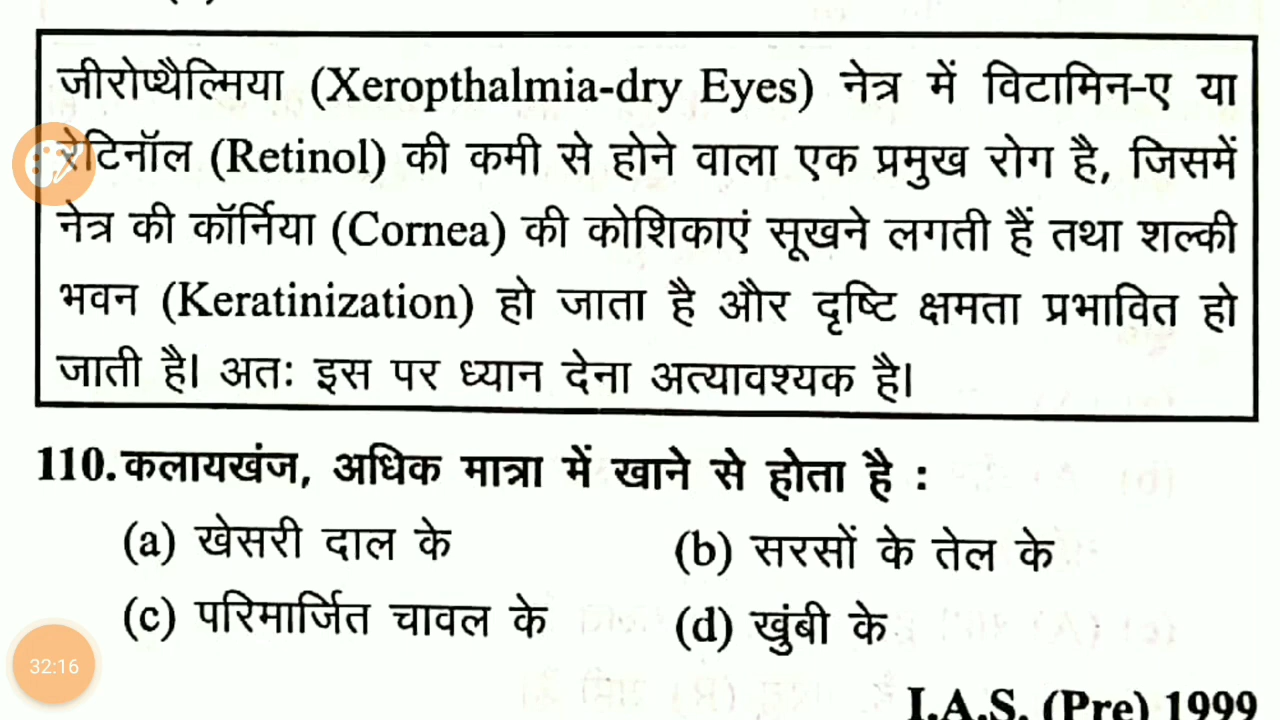 जीरोप्थैल्मिया (Xeropthalmia-dry Eyes) नेत्र में विटामिन-ए या
रेटिनॉल (Retinol) की कमी से होने वाला एक प्रमुख रोग है, जिसमें
नेत्र की कॉर्निया (Cornea) की कोशिकाएं सूखने लगती हैं तथा शल्की
भवन (Keratinization) हो जाता है और दृष्टि क्षमता प्रभावित हो
जाती है। अतः इस पर ध्यान देना अत्यावश्यक है।
110. कलायखंज, अधिक मात्रा में खाने से होता है :
(a) खेसरी दाल के (b) सरसों के तेल के
(c) परिमार्जित चावल के (d) खुंबी के
32:16
I.A.S. (Pre) 1999